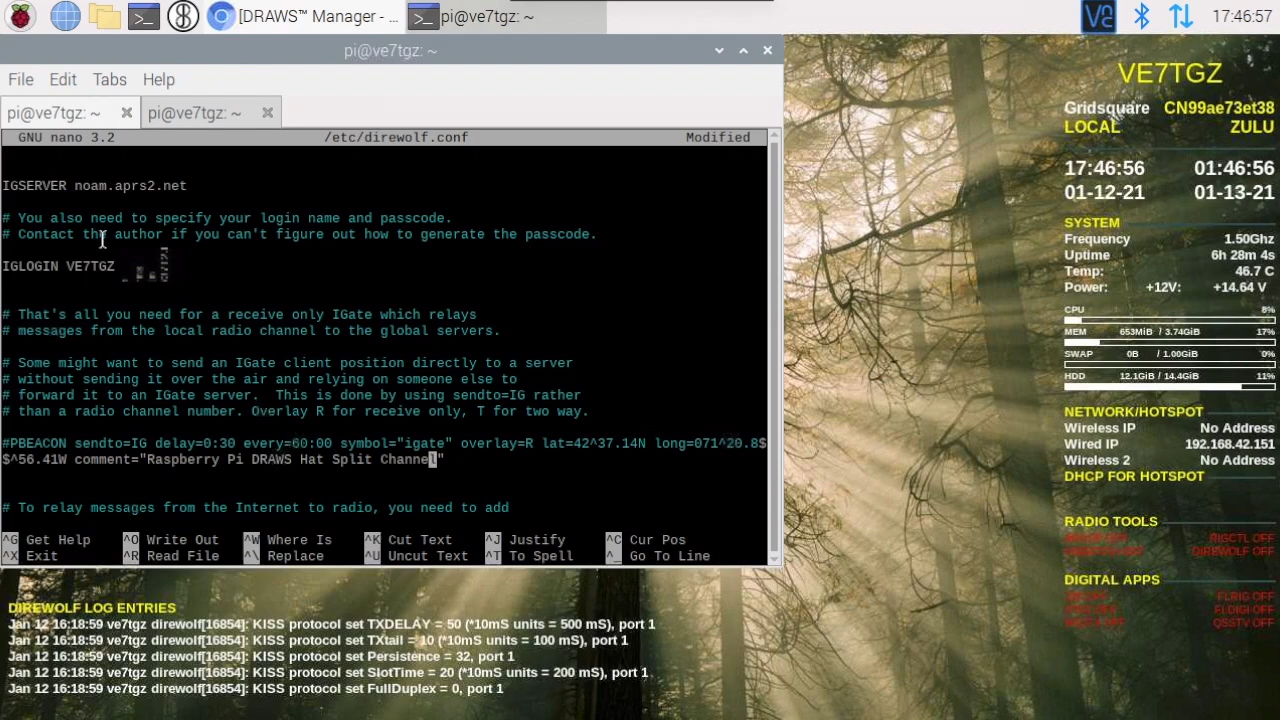 [DRAWS™ Manager - ...
pi@ve7tgz: ~
17:46:57
pi@ve7tgz: ~
File Edit Tabs Help
pi@ve7tgz: ~ pi@ve7tgz: ~
GNU nano 3.2 /etc/direwolf.conf Modified
IGSERVER noam.aprs2.net
# You also need to specify your login name and passcode.
# Contact the author if you can't figure out how to generate the passcode.
IGLOGIN VE7TGZ
# That's all you need for a receive only IGate which relays
# messages from the local radio channel to the global servers.
# Some might want to send an IGate client position directly to a server
# without sending it over the air and relying on someone else to
# forward it to an IGate server.  This is done by using sendto=IG rather
# than a radio channel number. Overlay R for receive only, T for two way.
#PBEACON sendto=IG delay=0:30 every=60:00 symbol="igate" overlay=R lat=42^37.14N long=071^20.8$
$^56.41W comment="Raspberry Pi DRAWS Hat Split Channel"
# To relay messages from the Internet to radio, you need to add
^G Get Help ^O Write Out ^W Where Is ^K Cut Text ^J Justify ^C Cur Pos
^X Exit ^R Read File ^\ Replace ^U Uncut Text ^T To Spell ^_ Go To Line
DIREWOLF LOG ENTRIES
Jan 12 16:18:59 ve7tgz direwolf[16854]: KISS protocol set TXDELAY = 50 (*10mS units = 500 mS), port 1
Jan 12 16:18:59 ve7tgz direwolf[16854]: KISS protocol set TXtail = 10 (*10mS units = 100 mS), port 1
Jan 12 16:18:59 ve7tgz direwolf[16854]: KISS protocol set Persistence = 32, port 1
Jan 12 16:18:59 ve7tgz direwolf[16854]: KISS protocol set SlotTime = 20 (*10mS units = 200 mS), port 1
Jan 12 16:18:59 ve7tgz direwolf[16854]: KISS protocol set FullDuplex = 0, port 1
VE7TGZ
Gridsquare CN99ae73et38
LOCAL ZULU
17:46:56 01:46:56
01-12-21 01-13-21
SYSTEM
Frequency 1.50Ghz
Uptime 6h 28m 4s
Temp: 46.7 C
Power: +12V: +14.64 V
CPU 8%
MEM 653MiB / 3.74GiB 17%
SWAP 0B / 1.00GiB 0%
HDD 12.1GiB / 14.4GiB 11%
NETWORK/HOTSPOT
Wireless IP No Address
Wired IP 192.168.42.151
Wireless 2 No Address
DHCP FOR HOTSPOT
RADIO TOOLS
RIGCTL OFF
DIREWOLF OFF
DIGITAL APPS
FLRIG OFF
FLDIGI OFF
QSSTV OFF